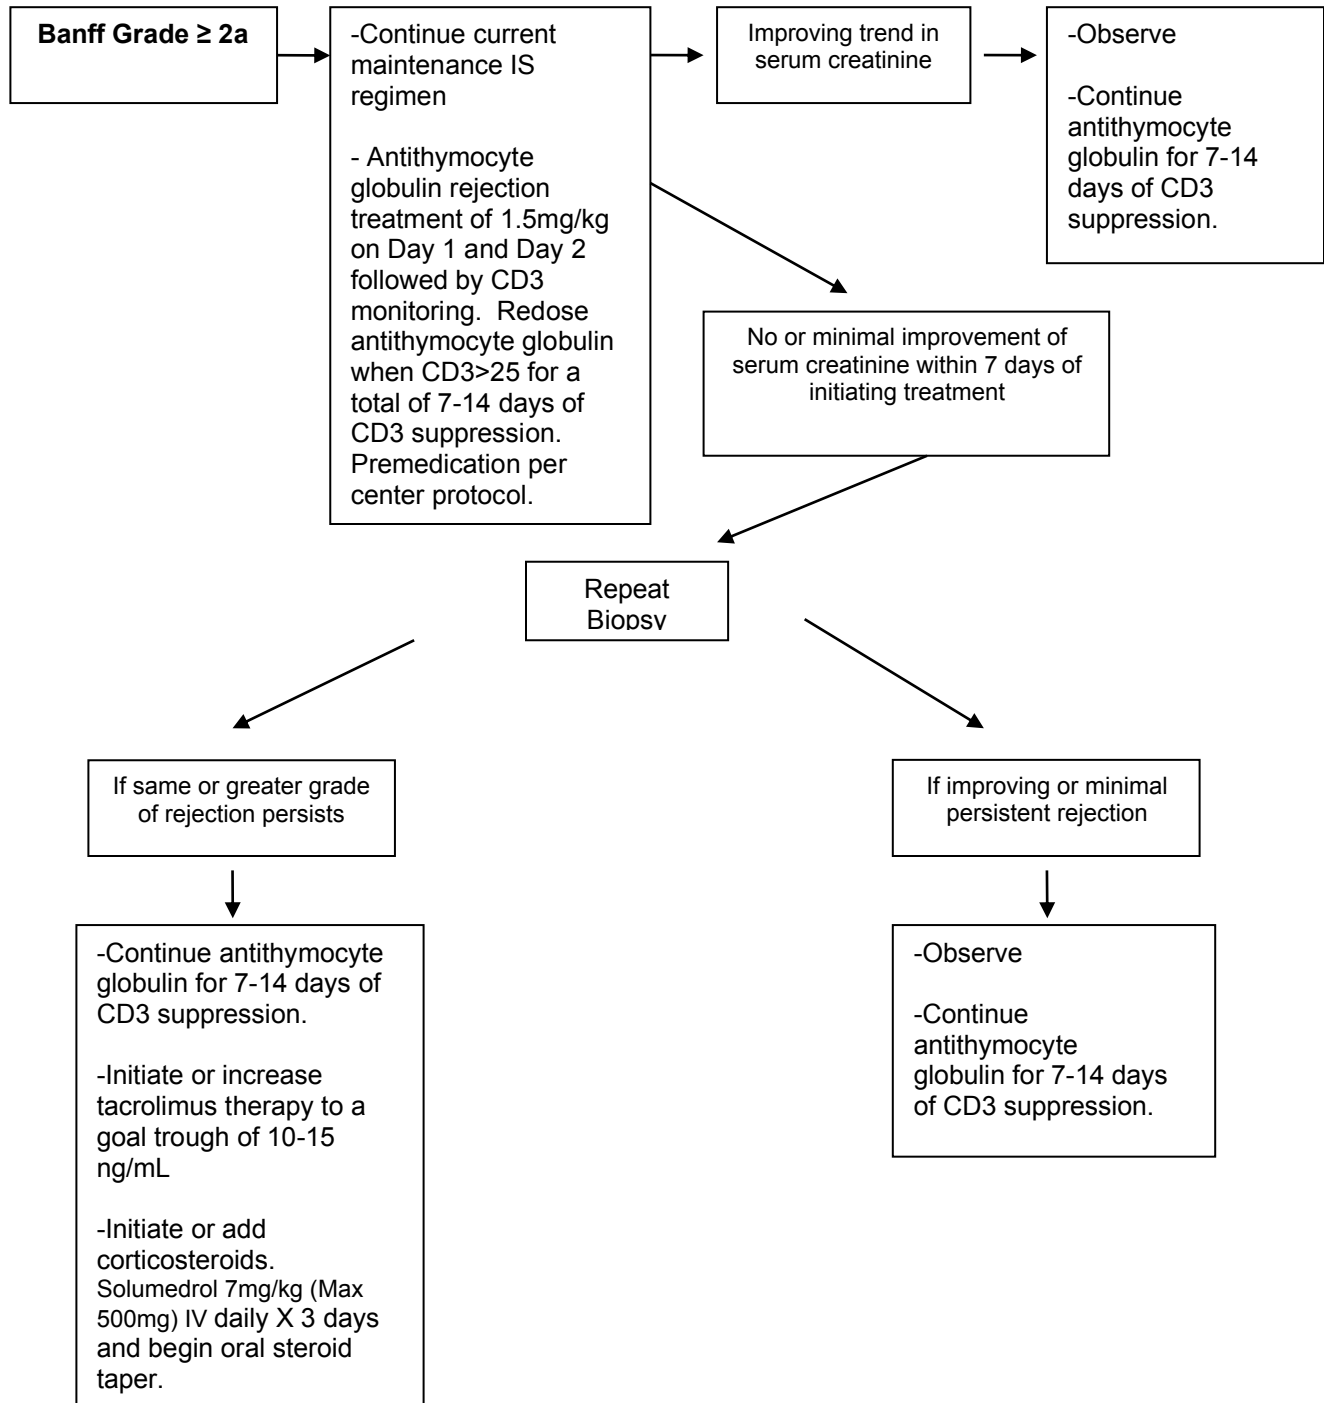 Banff Grade ≥ 2a
-Continue current
maintenance IS
regimen
- Antithymocyte
globulin rejection
treatment of 1.5mg/kg
on Day 1 and Day 2
followed by CD3
monitoring.  Redose
antithymocyte globulin
when CD3>25 for a
total of 7-14 days of
CD3 suppression.
Premedication per
center protocol.
Improving trend in
serum creatinine
-Observe
-Continue
antithymocyte
globulin for 7-14
days of CD3
suppression.
No or minimal improvement of
serum creatinine within 7 days of
initiating treatment
Repeat
Biopsy
If same or greater grade
of rejection persists
If improving or minimal
persistent rejection
-Continue antithymocyte
globulin for 7-14 days of
CD3 suppression.
-Initiate or increase
tacrolimus therapy to a
goal trough of 10-15
ng/mL
-Initiate or add
corticosteroids.
Solumedrol 7mg/kg (Max
500mg) IV daily X 3 days
and begin oral steroid
taper.
-Observe
-Continue
antithymocyte
globulin for 7-14 days
of CD3 suppression.